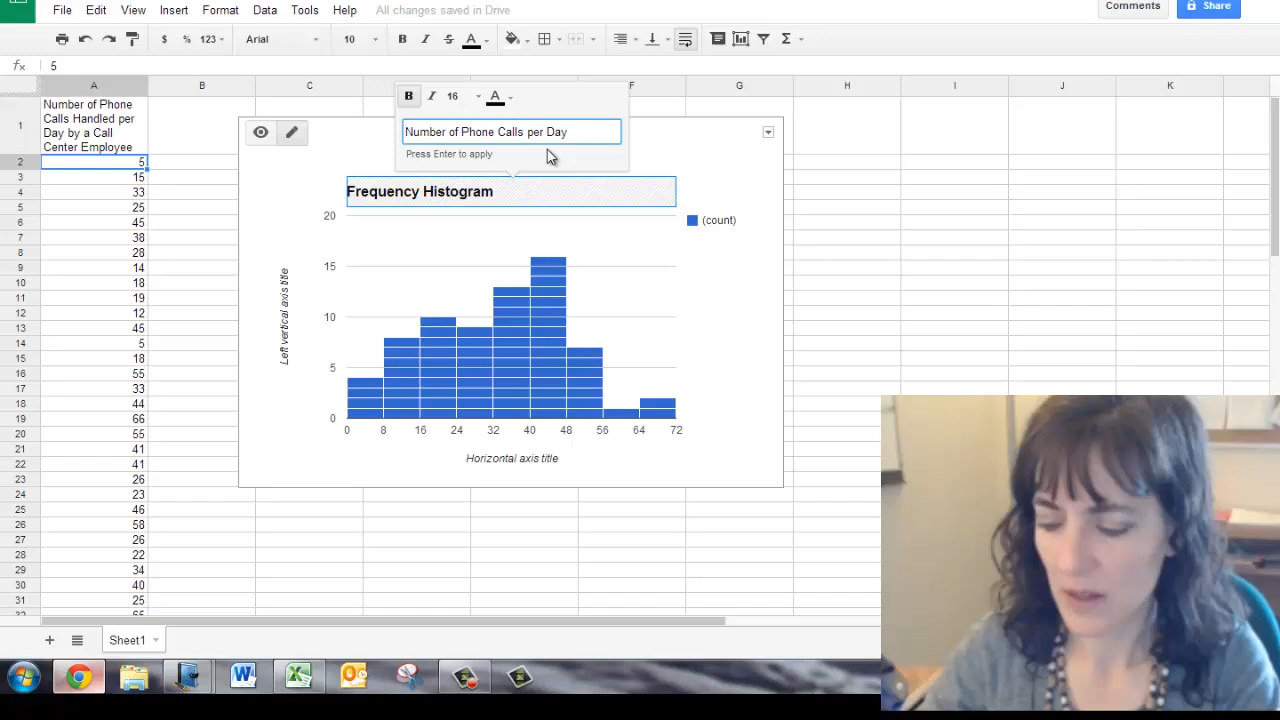 File Edit View Insert Format Data Tools Help All changes saved in Drive Comments Share
$ % 123 Arial 10 B I S A Σ
fx 5
A B C F G H I J K
1 Number of Phone
Calls Handled per
Day by a Call
Center Employee
2 5
3 15
4 33
5 25
6 45
7 38
8 28
9 14
10 18
11 19
12 12
13 45
14 5
15 18
16 55
17 33
18 44
19 66
20 55
21 41
22 41
23 26
24 23
25 46
26 58
27 26
28 22
29 34
30 40
31 25
32 65
B I 16 A
Number of Phone Calls per Day
Press Enter to apply
Frequency Histogram
20
15
10
5
0
Left vertical axis title
(count)
0 8 16 24 32 40 48 56 64 72
Horizontal axis title
+ Sheet1